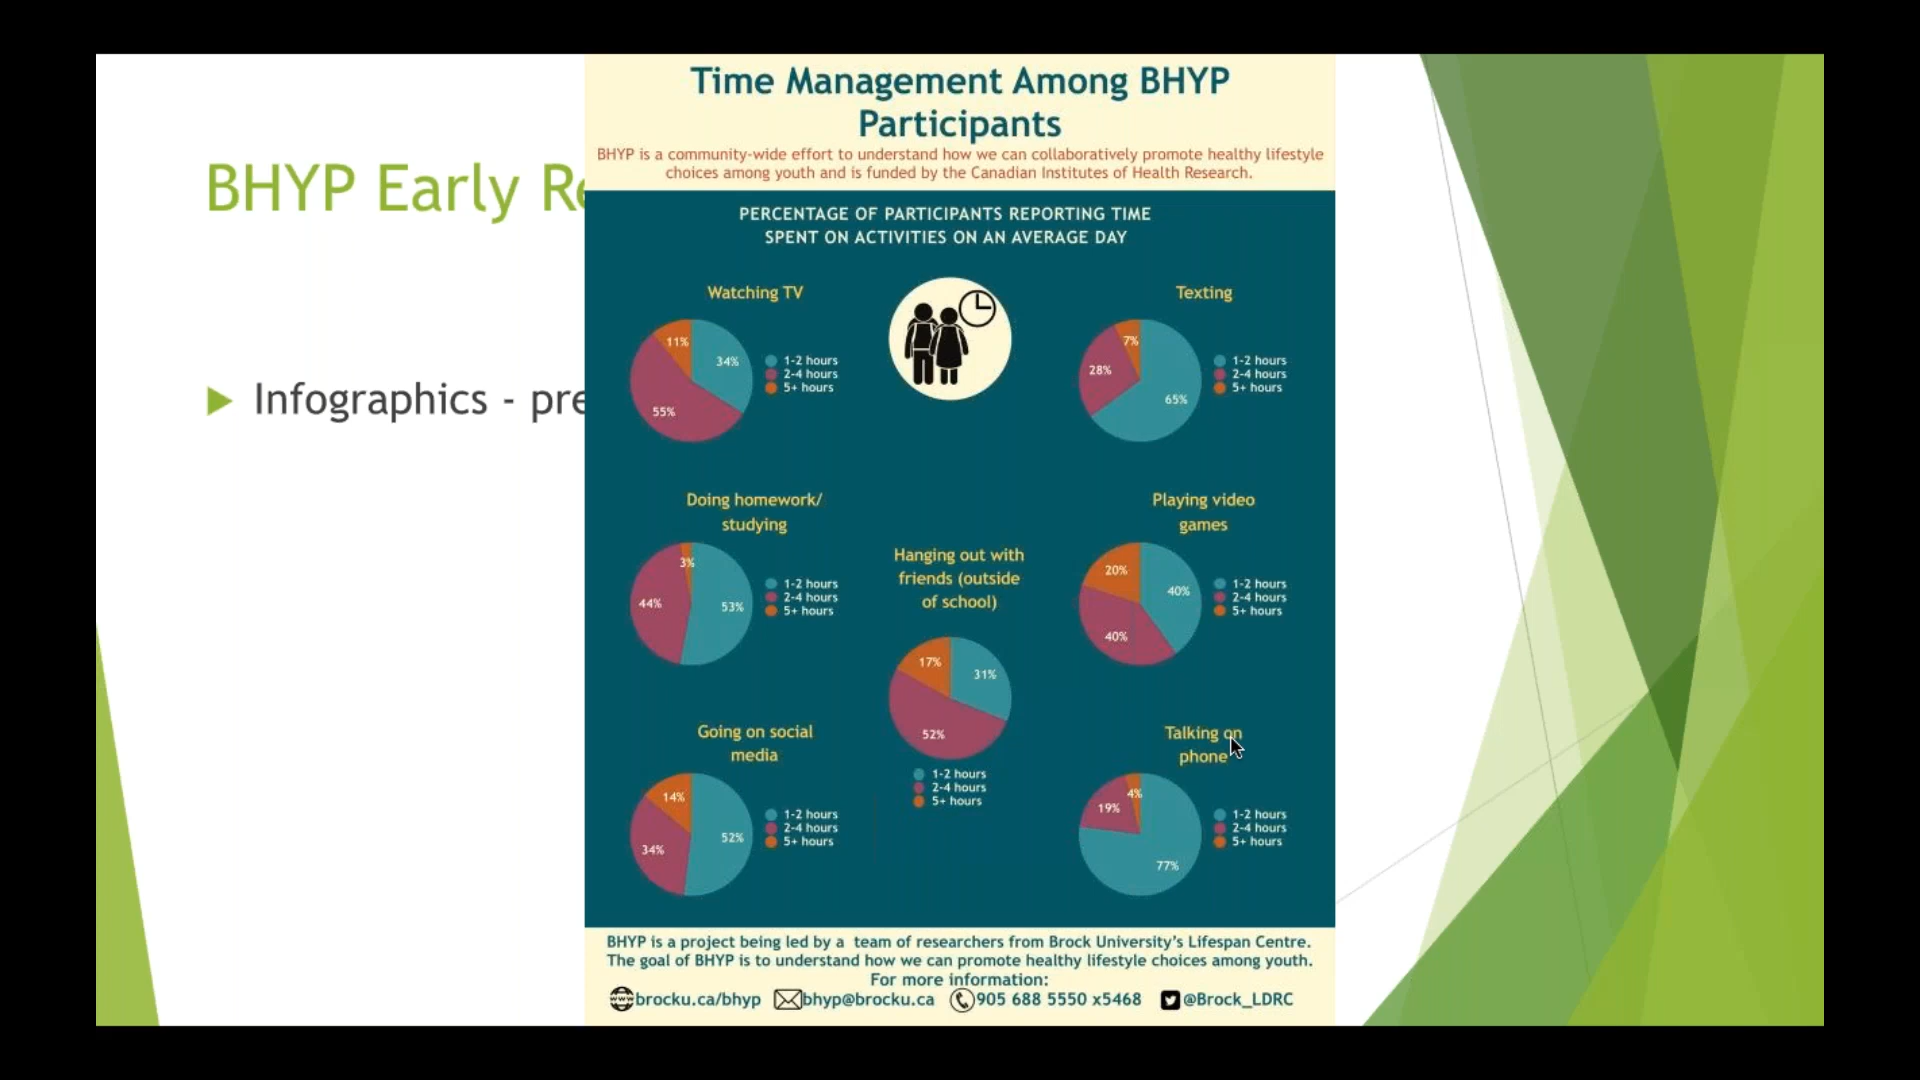 BHYP Early
Infographics -
Time Management Among BHYP
Participants
BHYP is a community-wide effort to understand how we can collaboratively promote healthy lifestyle
choices among youth and is funded by the Canadian Institutes of Health Research.
PERCENTAGE OF PARTICIPANTS REPORTING TIME
SPENT ON ACTIVITIES ON AN AVERAGE DAY
Watching TV
11%
34%
55%
1-2 hours
2-4 hours
5+ hours
Texting
7%
28%
65%
1-2 hours
2-4 hours
5+ hours
Doing homework/
studying
3%
44%
53%
1-2 hours
2-4 hours
5+ hours
Hanging out with
friends (outside
of school)
17%
31%
52%
1-2 hours
2-4 hours
5+ hours
Playing video
games
20%
40%
40%
1-2 hours
2-4 hours
5+ hours
Going on social
media
14%
52%
34%
1-2 hours
2-4 hours
5+ hours
Talking on
phone
4%
19%
77%
1-2 hours
2-4 hours
5+ hours
BHYP is a project being led by a team of researchers from Brock University's Lifespan Centre.
The goal of BHYP is to understand how we can promote healthy lifestyle choices among youth.
For more information:
brocku.ca/bhyp bhyp@brocku.ca 905 688 5550 x5468 @Brock_LDRC